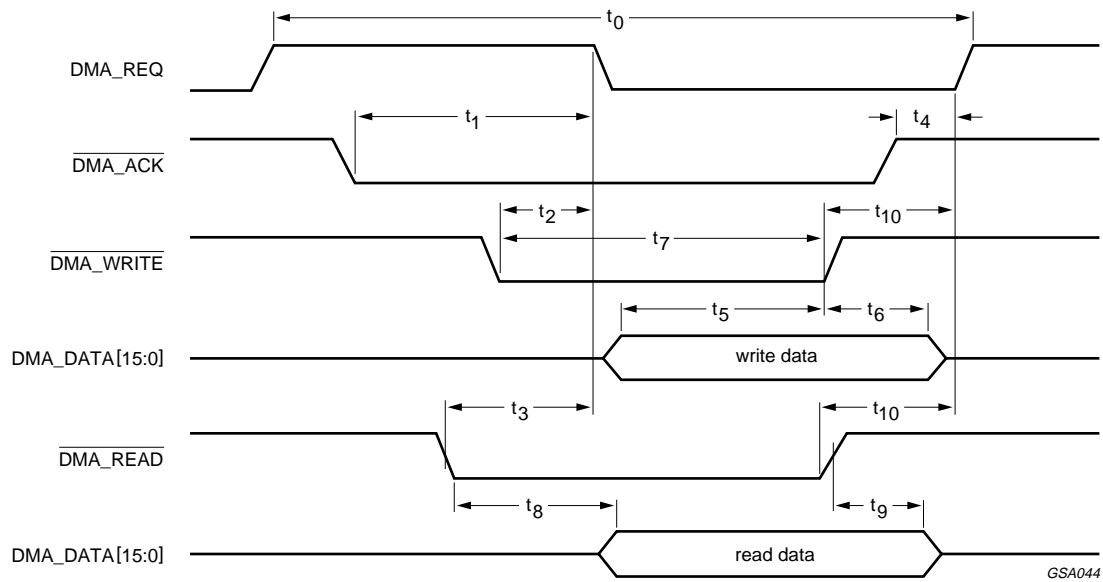 t0
DMA_REQ
t1
t4
DMA_ACK
t2
t10
t7
DMA_WRITE
t5
t6
DMA_DATA[15:0]
write data
t3
t10
DMA_READ
t8
t9
DMA_DATA[15:0]
read data
GSA044